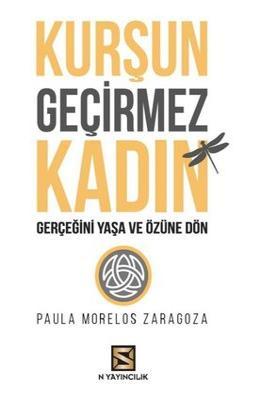 KURŞUN
GEÇİRMEZ
KADIN
GERÇEĞİNİ YAŞA VE ÖZÜNE DÖN
PAULA MORELOS ZARAGOZA
N YAYINCILIK